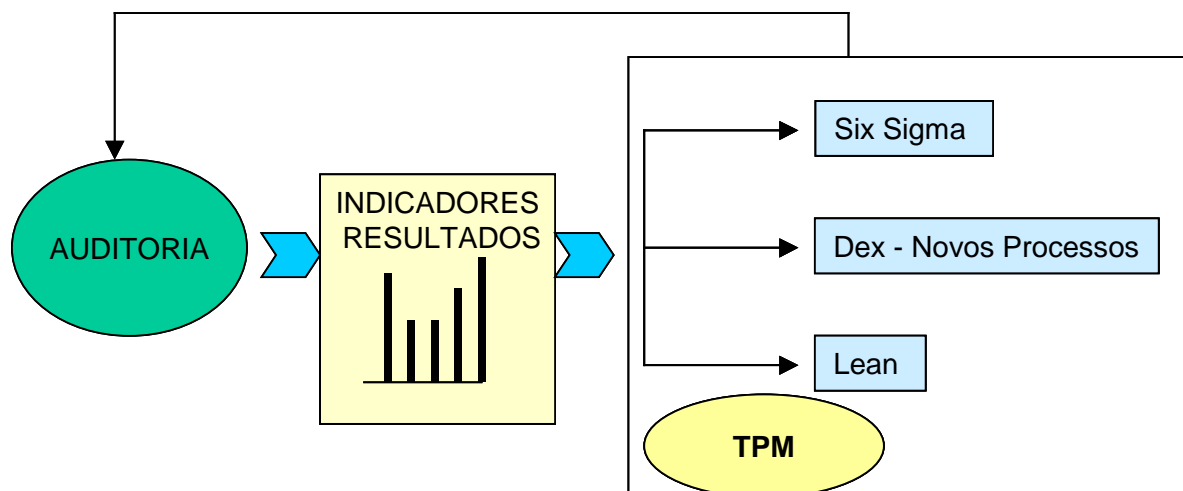 AUDITORIA
INDICADORES
RESULTADOS
Six Sigma
Dex - Novos Processos
Lean
TPM